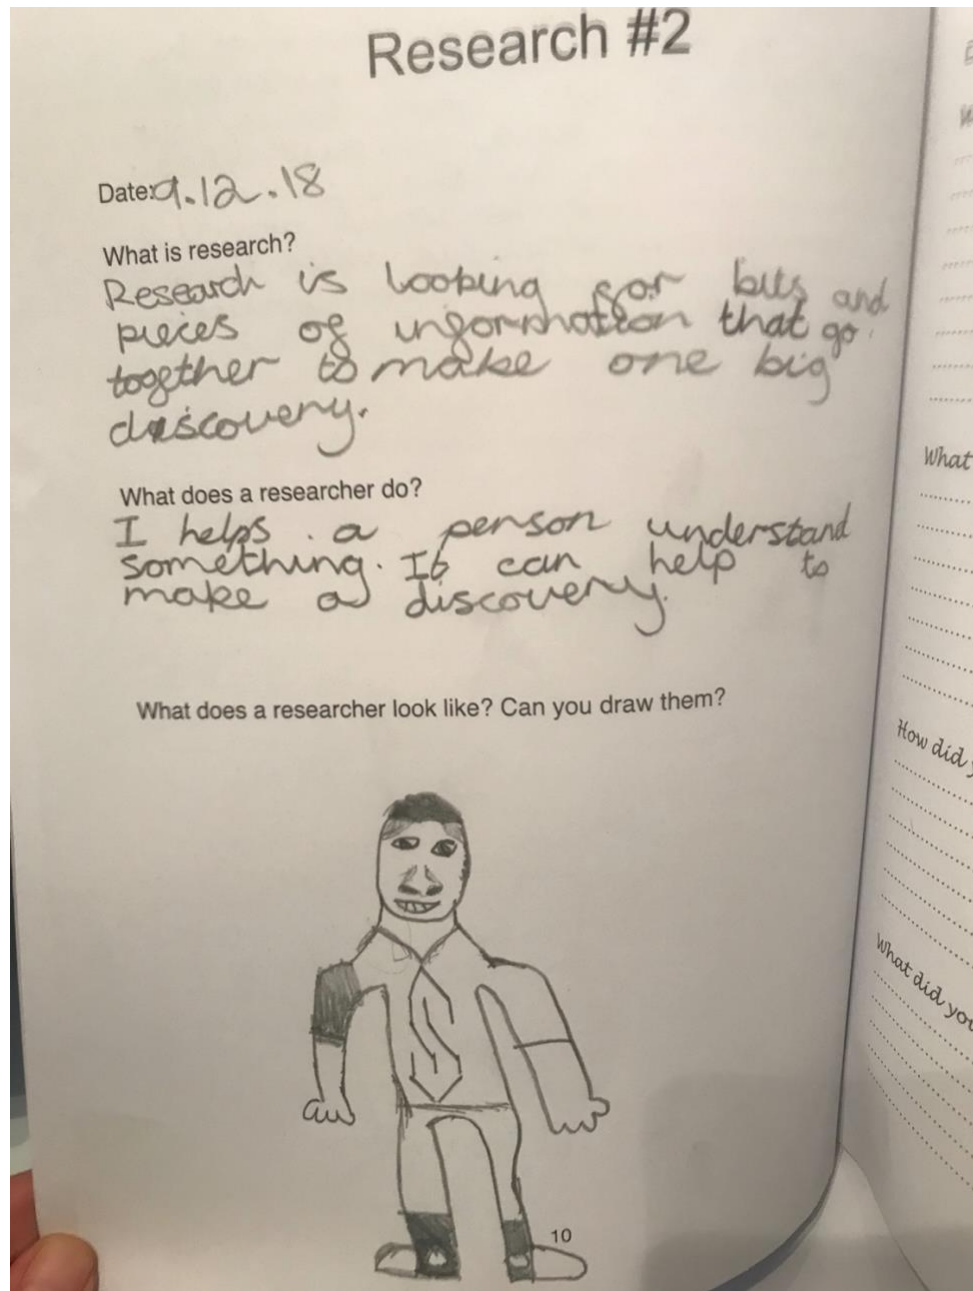 Research #2
Date: 9.12.18
What is research?
Research is looking for bits and
pieces of information that go
together to make one big
discovery.
What does a researcher do?
I helps a person understand
something. It can help to
make a discovery.
What does a researcher look like? Can you draw them?
S
10
What
How did
What did you